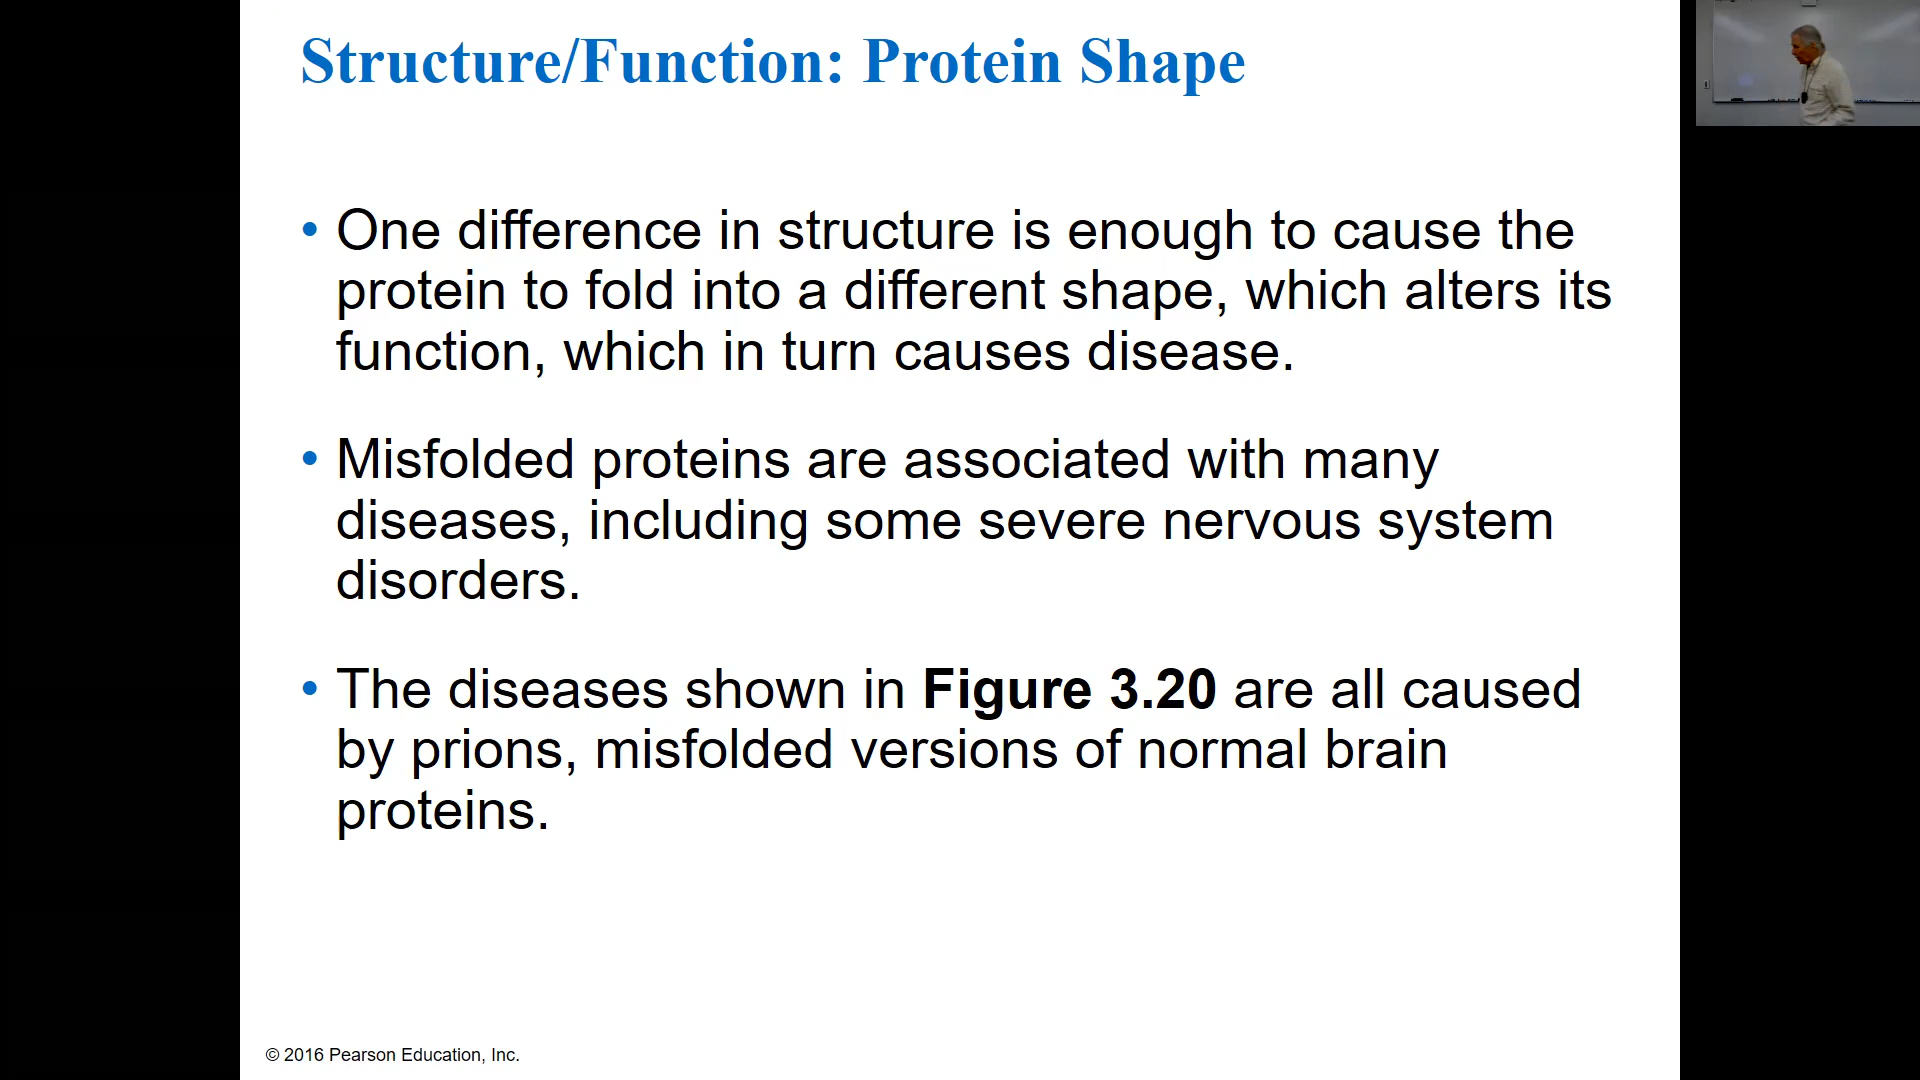 Structure/Function: Protein Shape
• One difference in structure is enough to cause the
protein to fold into a different shape, which alters its
function, which in turn causes disease.
• Misfolded proteins are associated with many
diseases, including some severe nervous system
disorders.
• The diseases shown in Figure 3.20 are all caused
by prions, misfolded versions of normal brain
proteins.
© 2016 Pearson Education, Inc.